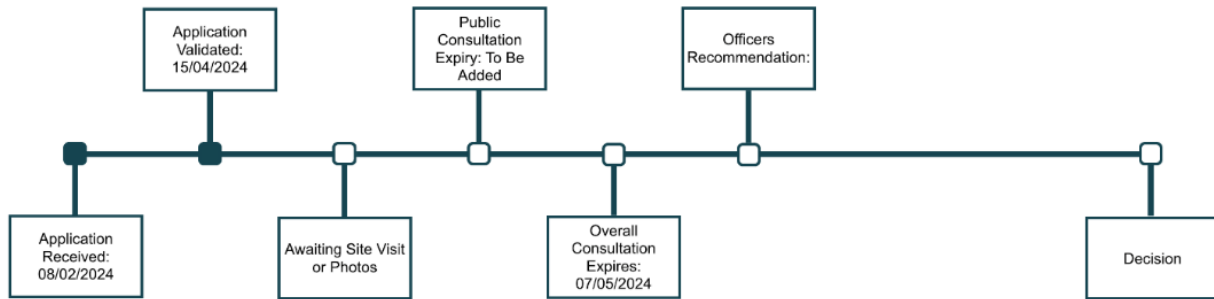 Application
Validated:
15/04/2024
Public
Consultation
Expiry: To Be
Added
Officers
Recommendation:
Application
Received:
08/02/2024
Awaiting Site Visit
or Photos
Overall
Consultation
Expires:
07/05/2024
Decision